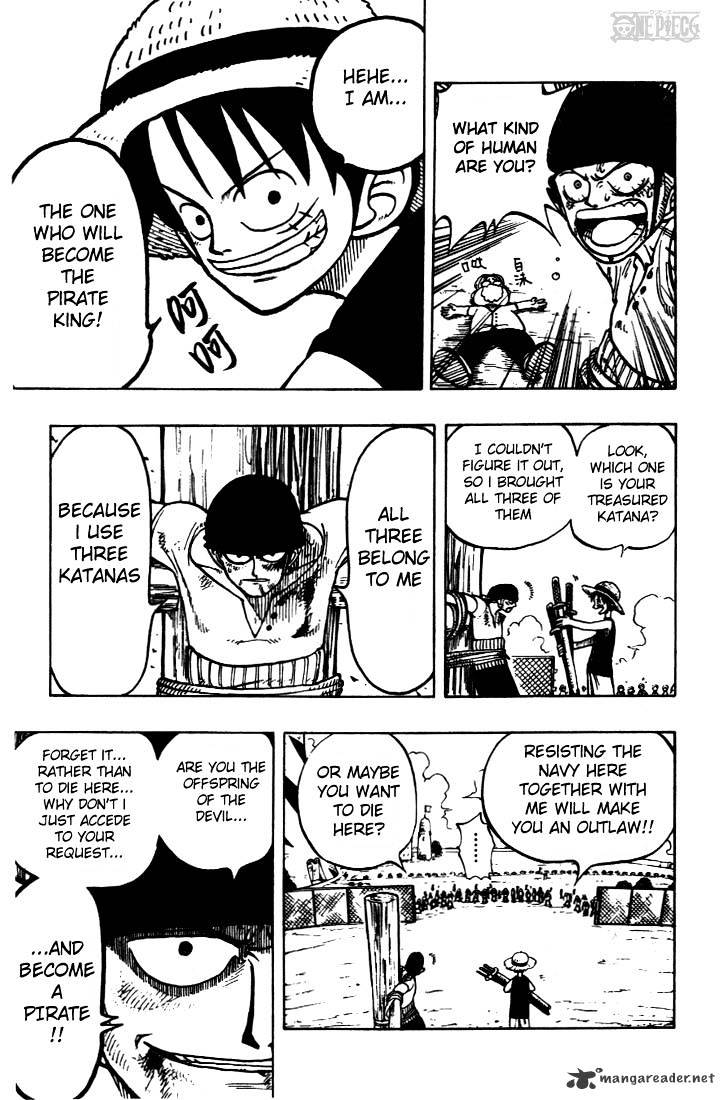 ONE PIECE
WHAT KIND
OF HUMAN
ARE YOU?
HEHE...
I AM...
THE ONE
WHO WILL
BECOME
THE
PIRATE
KING!
呵
呵
LOOK,
WHICH ONE
IS YOUR
TREASURED
KATANA?
I COULDN'T
FIGURE IT OUT,
SO I BROUGHT
ALL THREE OF
THEM
ALL
THREE
BELONG
TO ME
BECAUSE
I USE
THREE
KATANAS
RESISTING THE
NAVY HERE
TOGETHER WITH
ME WILL MAKE
YOU AN OUTLAW!!
OR MAYBE
YOU WANT
TO DIE
HERE?
ARE YOU THE
OFFSPRING
OF THE
DEVIL...
FORGET IT...
RATHER THAN
TO DIE HERE...
WHY DON'T I
JUST ACCEDE
TO YOUR
REQUEST...
...AND
BECOME
A
PIRATE
!!
mangareader.net